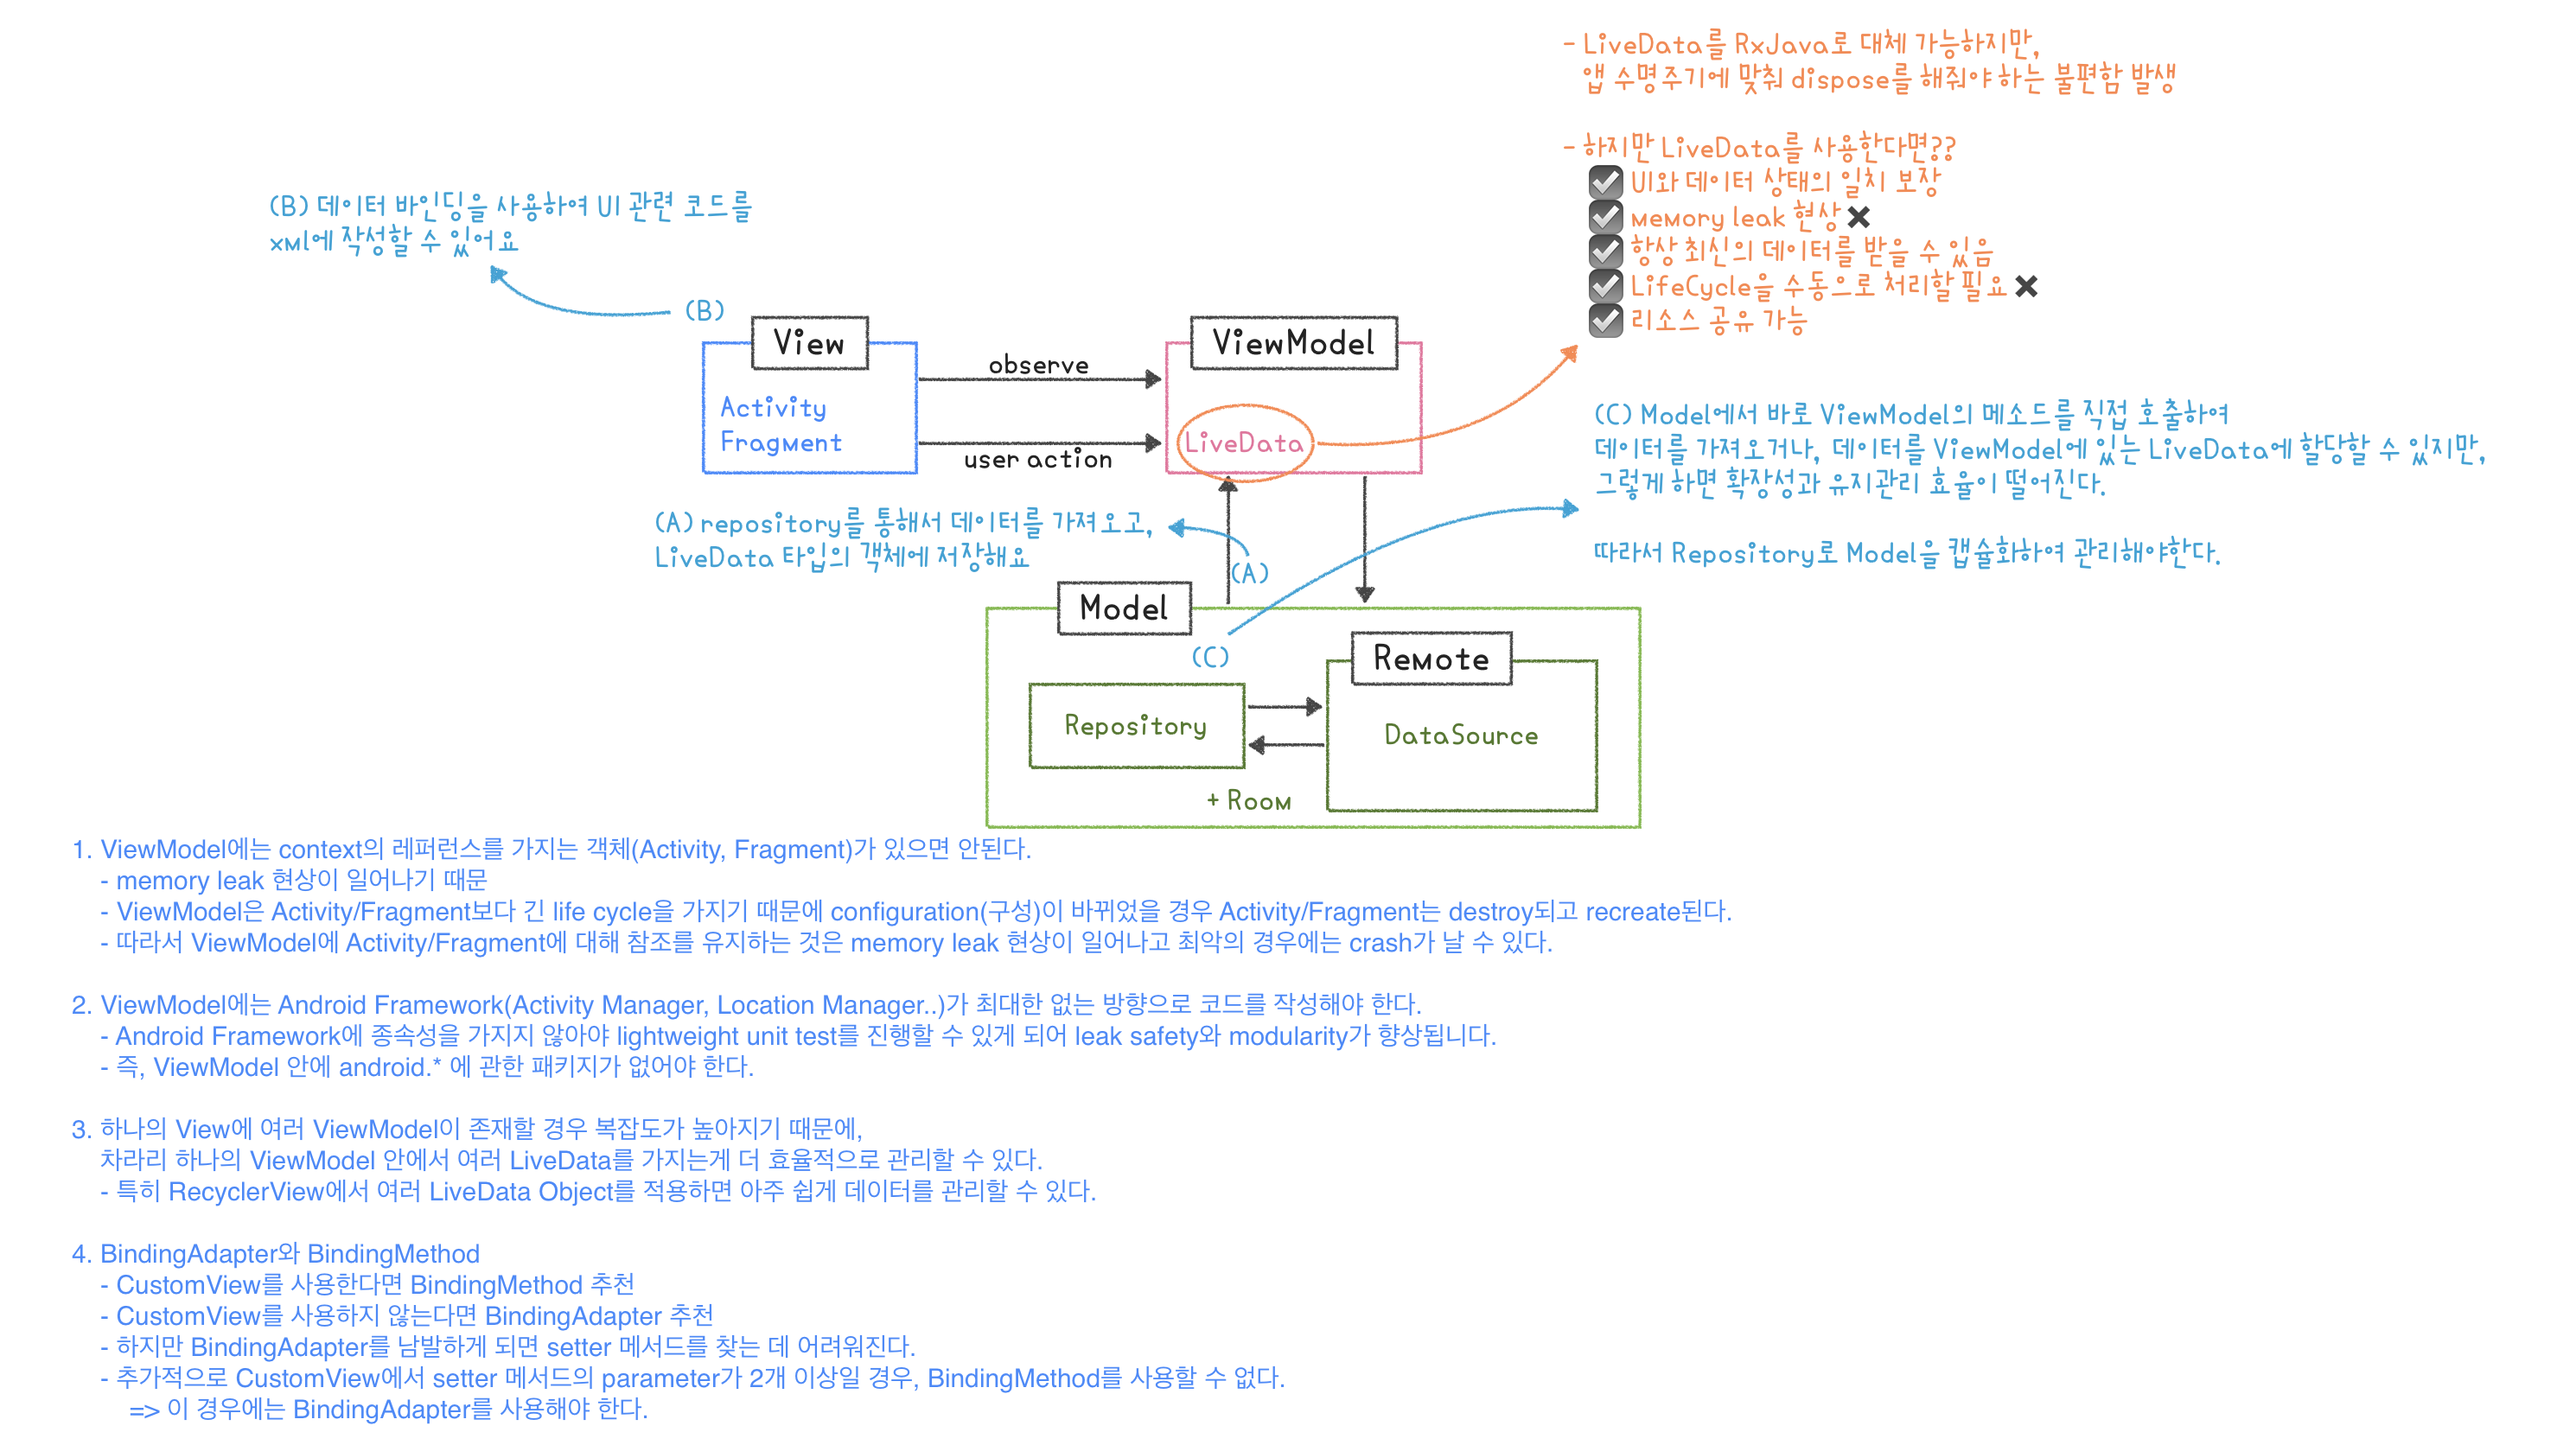 - LiveData를 RxJava로 대체 가능하지만,
앱 수명주기에 맞춰 dispose를 해줘야 하는 불편함 발생
- 하지만 LiveData를 사용한다면??
UI와 데이터 상태의 일치 보장
memory leak 현상 ✖
항상 최신의 데이터를 받을 수 있음
LifeCycle을 수동으로 처리할 필요 ✖
리소스 공유 가능
(B) 데이터 바인딩을 사용하여 UI 관련 코드를
xml에 작성할 수 있어요
(B)
View
Activity
Fragment
observe
user action
ViewModel
LiveData
(C) Model에서 바로 ViewModel의 메소드를 직접 호출하여
데이터를 가져오거나, 데이터를 ViewModel에 있는 LiveData에 할당할 수 있지만,
그렇게 하면 확장성과 유지관리 효율이 떨어진다.
따라서 Repository로 Model을 캡슐화하여 관리해야한다.
(A) repository를 통해서 데이터를 가져오고,
LiveData 타입의 객체에 저장해요
(A)
Model
(C)
Remote
Repository
DataSource
+ Room
1. ViewModel에는 context의 레퍼런스를 가지는 객체(Activity, Fragment)가 있으면 안된다.
- memory leak 현상이 일어나기 때문
- ViewModel은 Activity/Fragment보다 긴 life cycle을 가지기 때문에 configuration(구성)이 바뀌었을 경우 Activity/Fragment는 destroy되고 recreate된다.
- 따라서 ViewModel에 Activity/Fragment에 대해 참조를 유지하는 것은 memory leak 현상이 일어나고 최악의 경우에는 crash가 날 수 있다.
2. ViewModel에는 Android Framework(Activity Manager, Location Manager..)가 최대한 없는 방향으로 코드를 작성해야 한다.
- Android Framework에 종속성을 가지지 않아야 lightweight unit test를 진행할 수 있게 되어 leak safety와 modularity가 향상됩니다.
- 즉, ViewModel 안에 android.* 에 관한 패키지가 없어야 한다.
3. 하나의 View에 여러 ViewModel이 존재할 경우 복잡도가 높아지기 때문에,
차라리 하나의 ViewModel 안에서 여러 LiveData를 가지는게 더 효율적으로 관리할 수 있다.
- 특히 RecyclerView에서 여러 LiveData Object를 적용하면 아주 쉽게 데이터를 관리할 수 있다.
4. BindingAdapter와 BindingMethod
- CustomView를 사용한다면 BindingMethod 추천
- CustomView를 사용하지 않는다면 BindingAdapter 추천
- 하지만 BindingAdapter를 남발하게 되면 setter 메서드를 찾는 데 어려워진다.
- 추가적으로 CustomView에서 setter 메서드의 parameter가 2개 이상일 경우, BindingMethod를 사용할 수 없다.
=> 이 경우에는 BindingAdapter를 사용해야 한다.